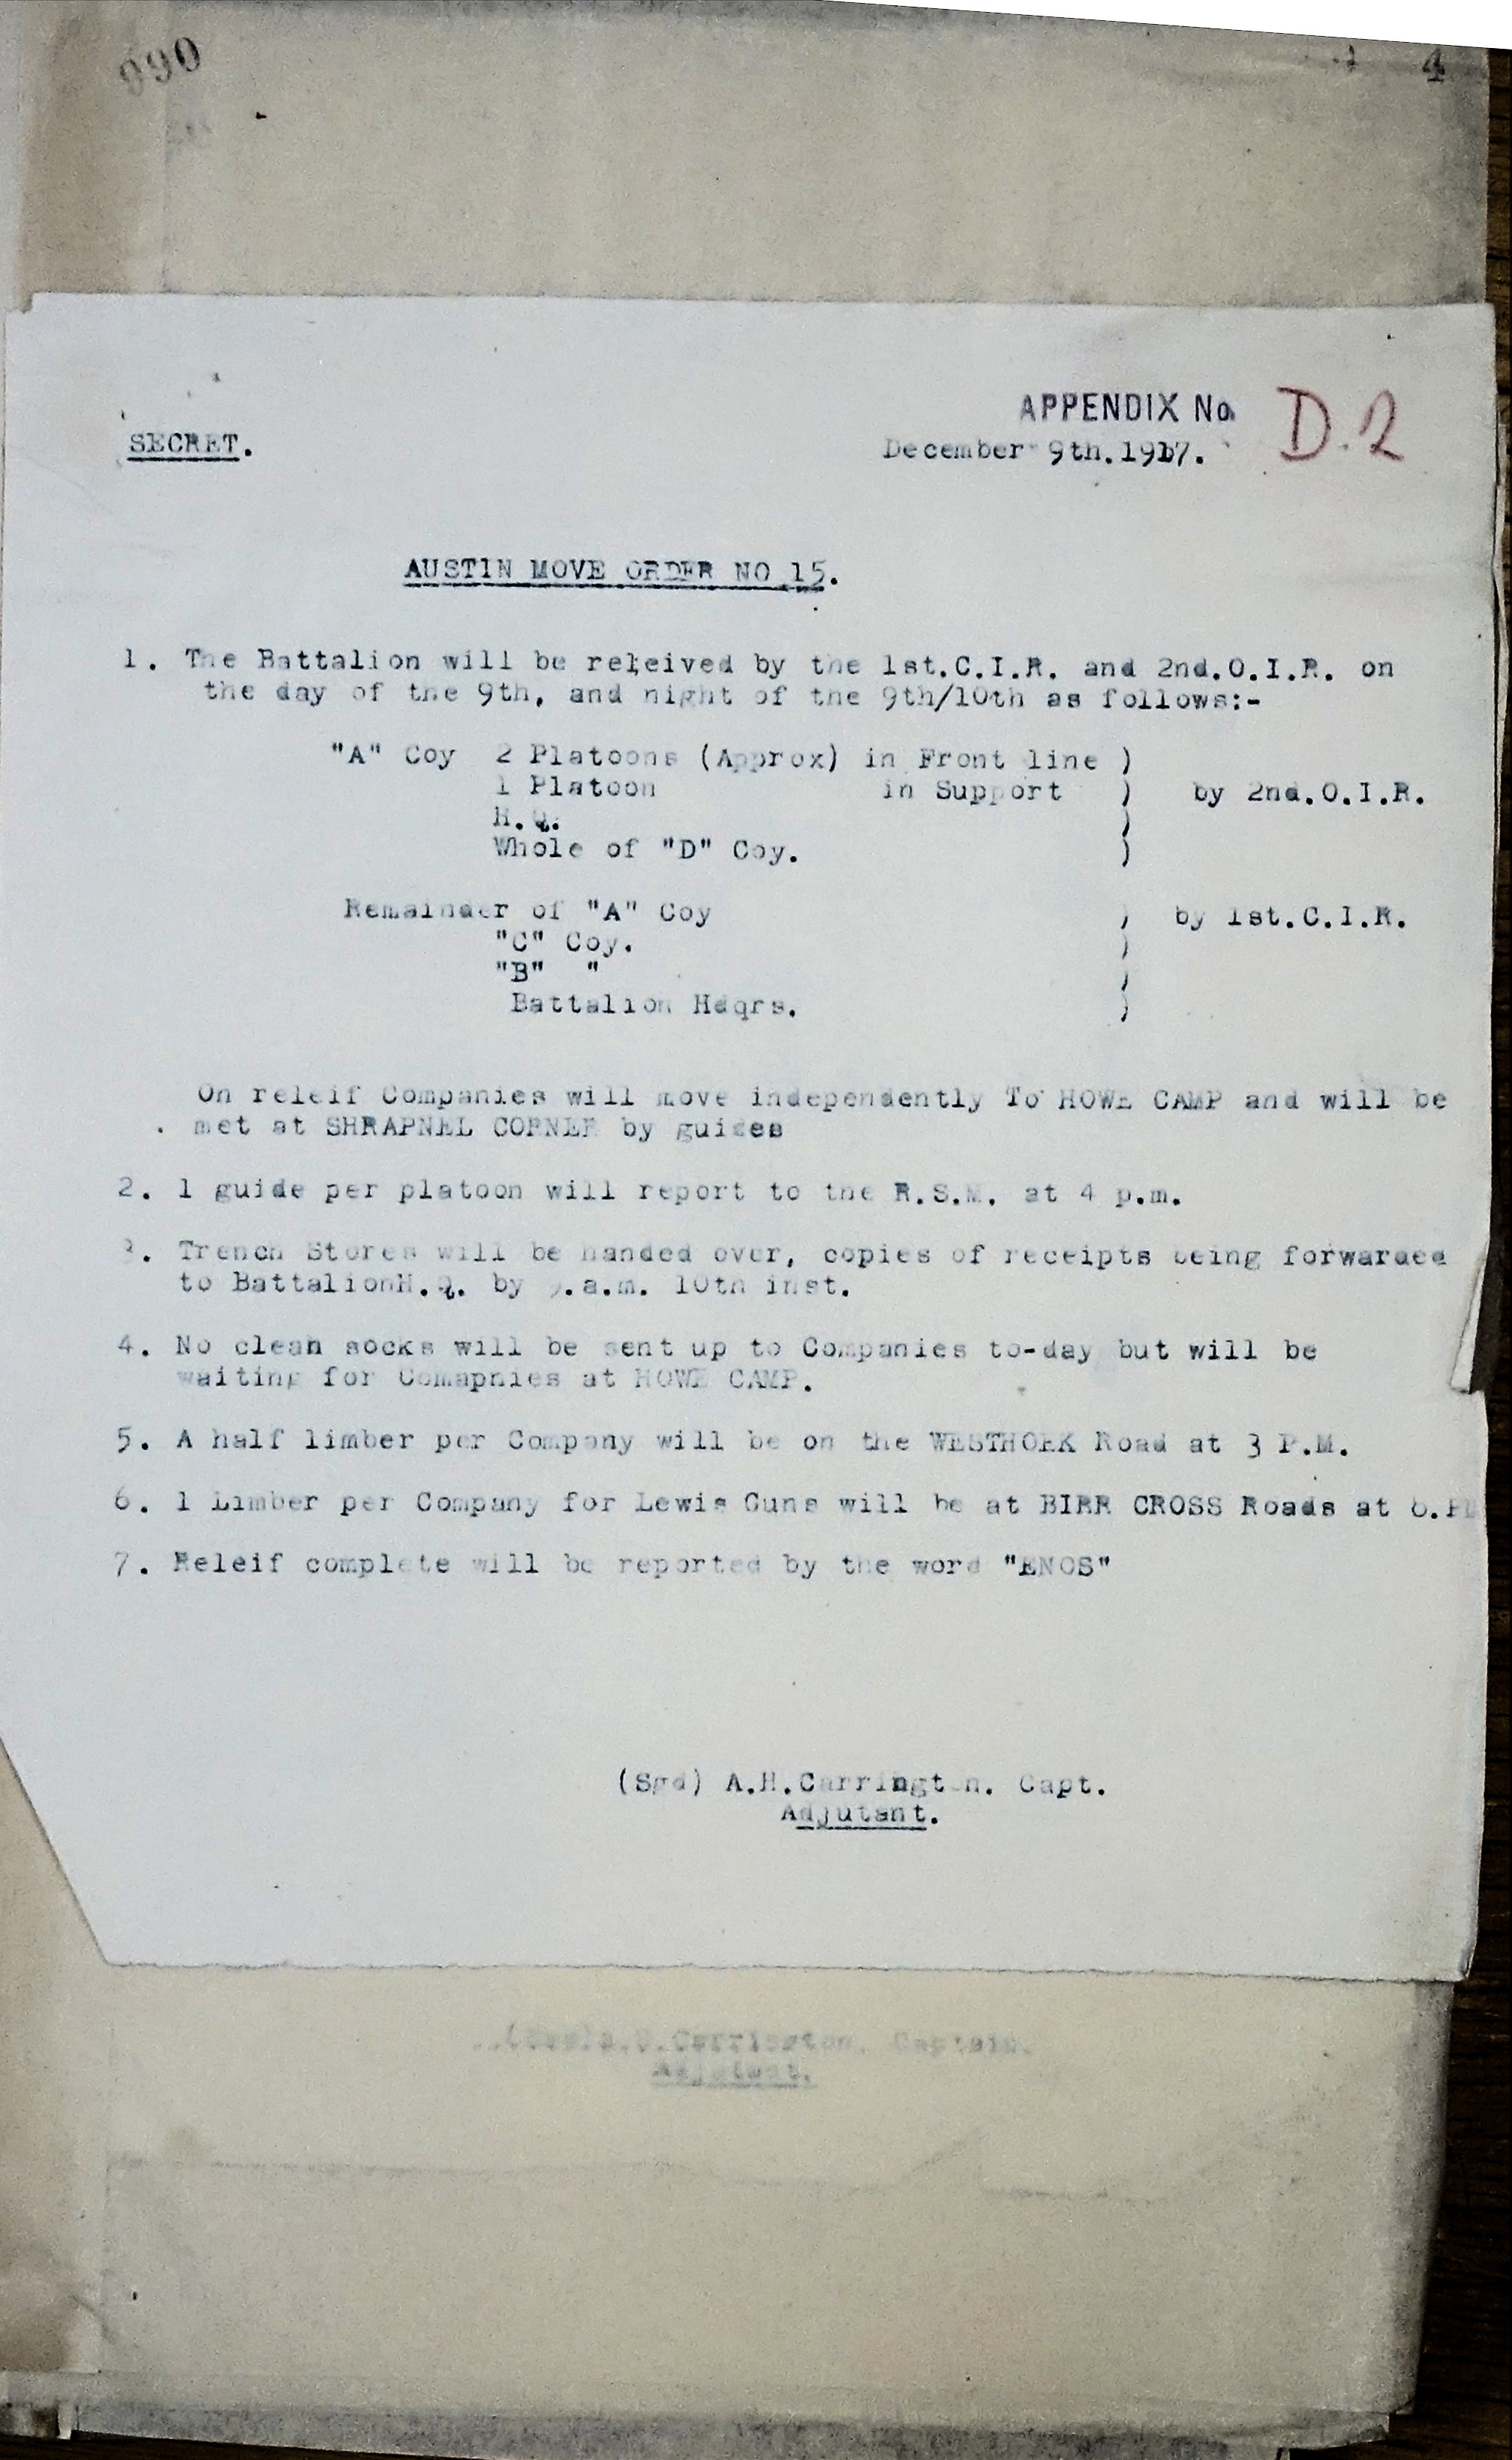 090
4
APPENDIX No D.2
SECRET.
December 9th.1917.
AUSTIN MOVE ORDER NO 15.
1. The Battalion will be releived by the 1st.C.I.R. and 2nd.O.I.R. on
the day of the 9th, and night of the 9th/10th as follows:-
"A" Coy 2 Platoons (Approx) in Front line )
1 Platoon in Support ) by 2nd.O.I.R.
H.Q. )
Whole of "D" Coy. )
Remainder of "A" Coy ) by 1st.C.I.R.
"C" Coy. )
"B" " )
Battalion Hdqrs. )
On releif Companies will move independently To HOWE CAMP and will be
. met at SHRAPNEL CORNER by guides
2. 1 guide per platoon will report to the R.S.M. at 4 p.m.
3. Trench Stores will be handed over, copies of receipts being forwarded
to BattalionH.Q. by .a.m. 10th inst.
4. No clean socks will be sent up to Companies to-day but will be
waiting for Comapnies at HOWE CAMP.
5. A half limber per Company will be on the WESTHOEK Road at 3 P.M.
6. 1 Limber per Company for Lewis Guns will be at BIRR CROSS Roads at
7. Releif complete will be reported by the word "ENOS"
(Sgd) A.H.Carrington. Capt.
Adjutant.
Carrington. Captain.
Adjutant.